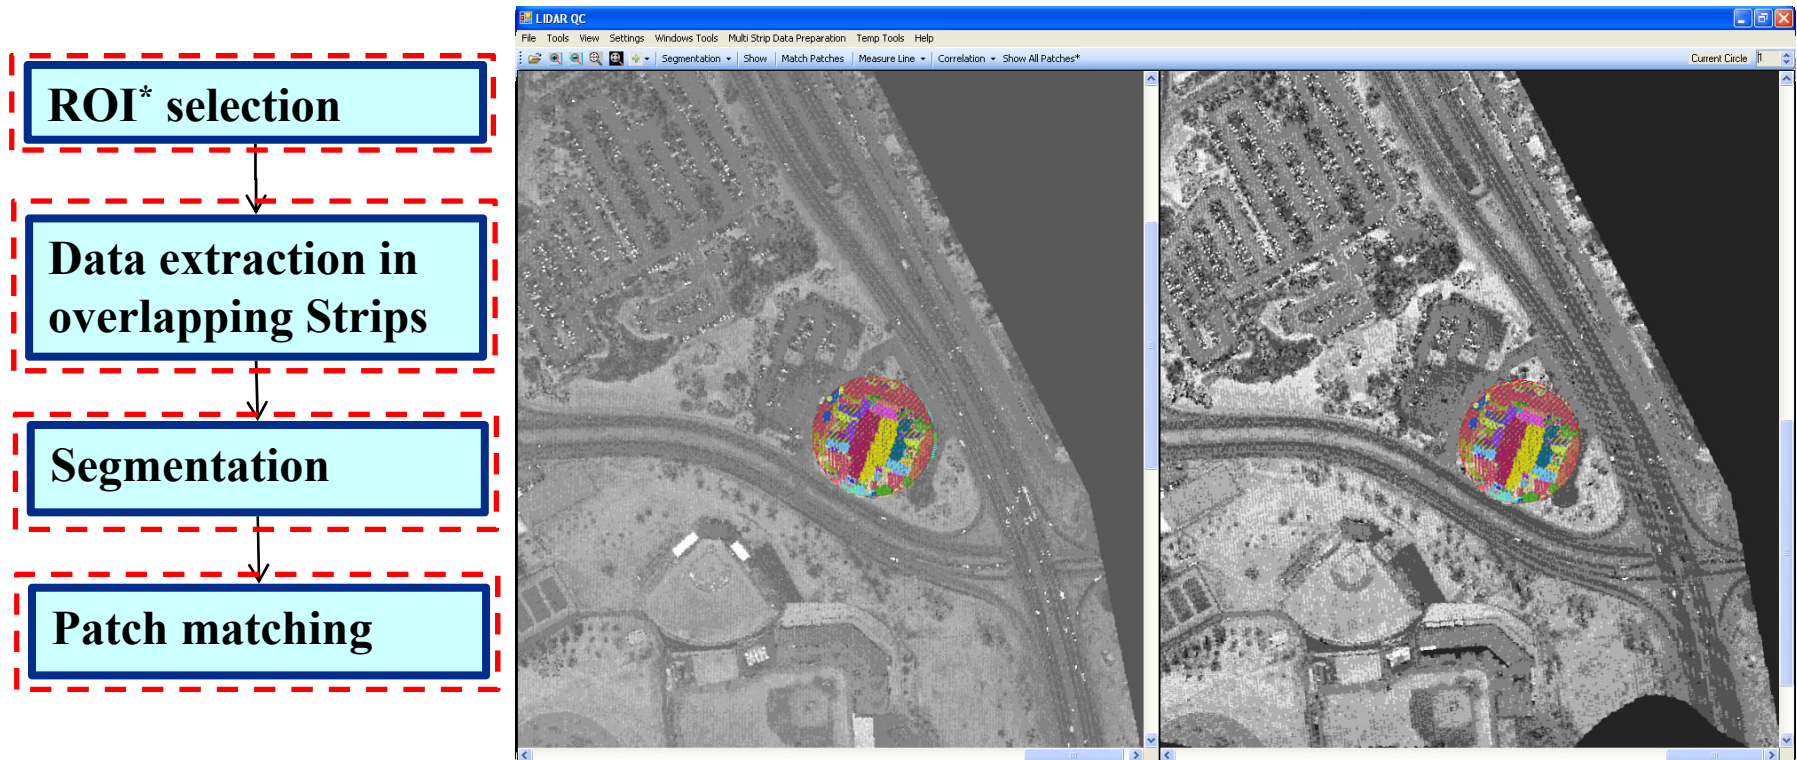 ROI* selection
Data extraction in
overlapping Strips
Segmentation
Patch matching
LIDAR QC
File Tools View Settings Windows Tools Multi Strip Data Preparation Temp Tools Help
Segmentation Show Match Patches Measure Line Correlation Show All Patches* Current Circle 1